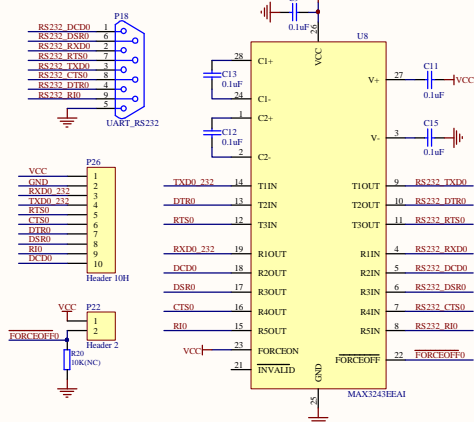 P18
RS232_DCD0 1
RS232_DSR0 6
RS232_RXD0 2
RS232_RTS0 7
RS232_TXD0 3
RS232_CTS0 8
RS232_DTR0 4
RS232_RI0 9
5
UART_RS232
P26
VCC 1
GND 2
RXD0_232 3
TXD0_232 4
RTS0 5
CTS0 6
DTR0 7
DSR0 8
RI0 9
DCD0 10
Header 10H
VCC
P22
1
FORCEOFF0 2
Header 2
R20
10K(NC)
0.1uF
26
VCC
U8
28 C1+
C13
0.1uF
24 C1-
1 C2+
C12
0.1uF
2 C2-
V+ 27
C11
0.1uF
VCC
V- 3
C15
0.1uF
TXD0_232 14 T1IN T1OUT 9 RS232_TXD0
DTR0 13 T2IN T2OUT 10 RS232_DTR0
RTS0 12 T3IN T3OUT 11 RS232_RTS0
RXD0_232 19 R1OUT R1IN 4 RS232_RXD0
DCD0 18 R2OUT R2IN 5 RS232_DCD0
DSR0 17 R3OUT R3IN 6 RS232_DSR0
CTS0 16 R4OUT R4IN 7 RS232_CTS0
RI0 15 R5OUT R5IN 8 RS232_RI0
VCC 23 FORCEON
FORCEOFF 22 FORCEOFF0
21 INVALID
GND
25
MAX3243EEAI